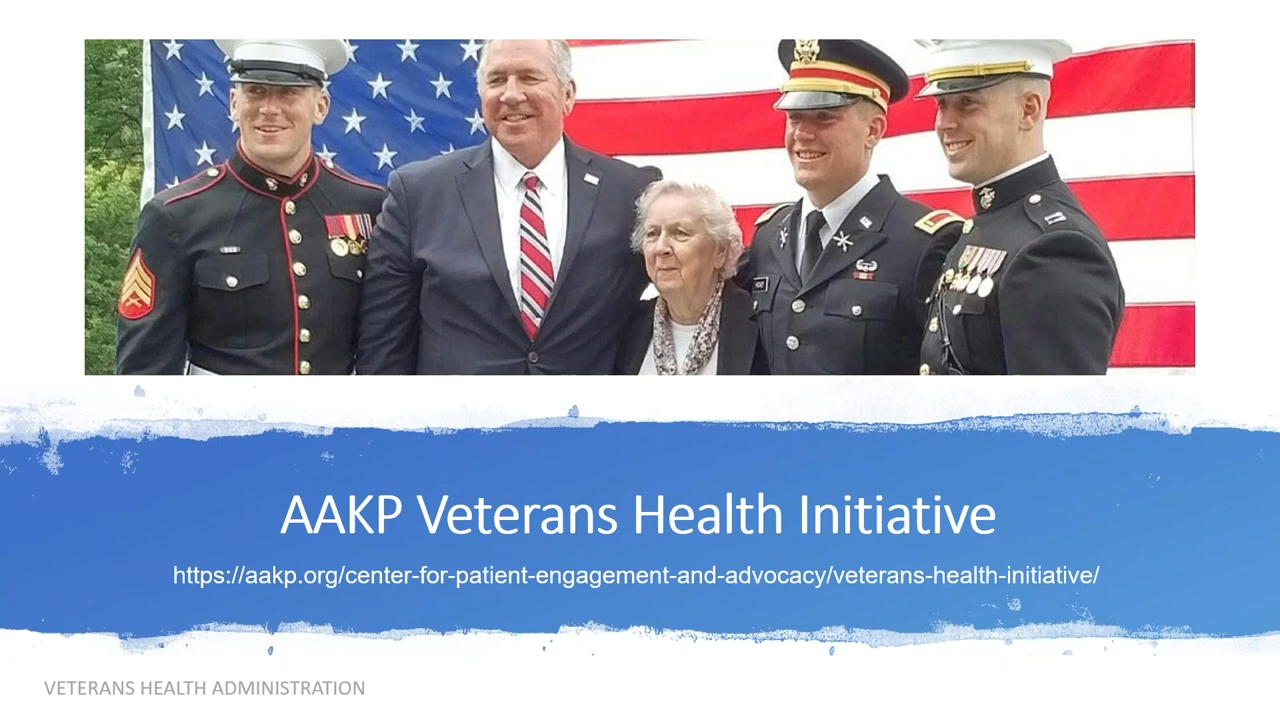 AAKP Veterans Health Initiative
https://aakp.org/center-for-patient-engagement-and-advocacy/veterans-health-initiative/
VETERANS HEALTH ADMINISTRATION